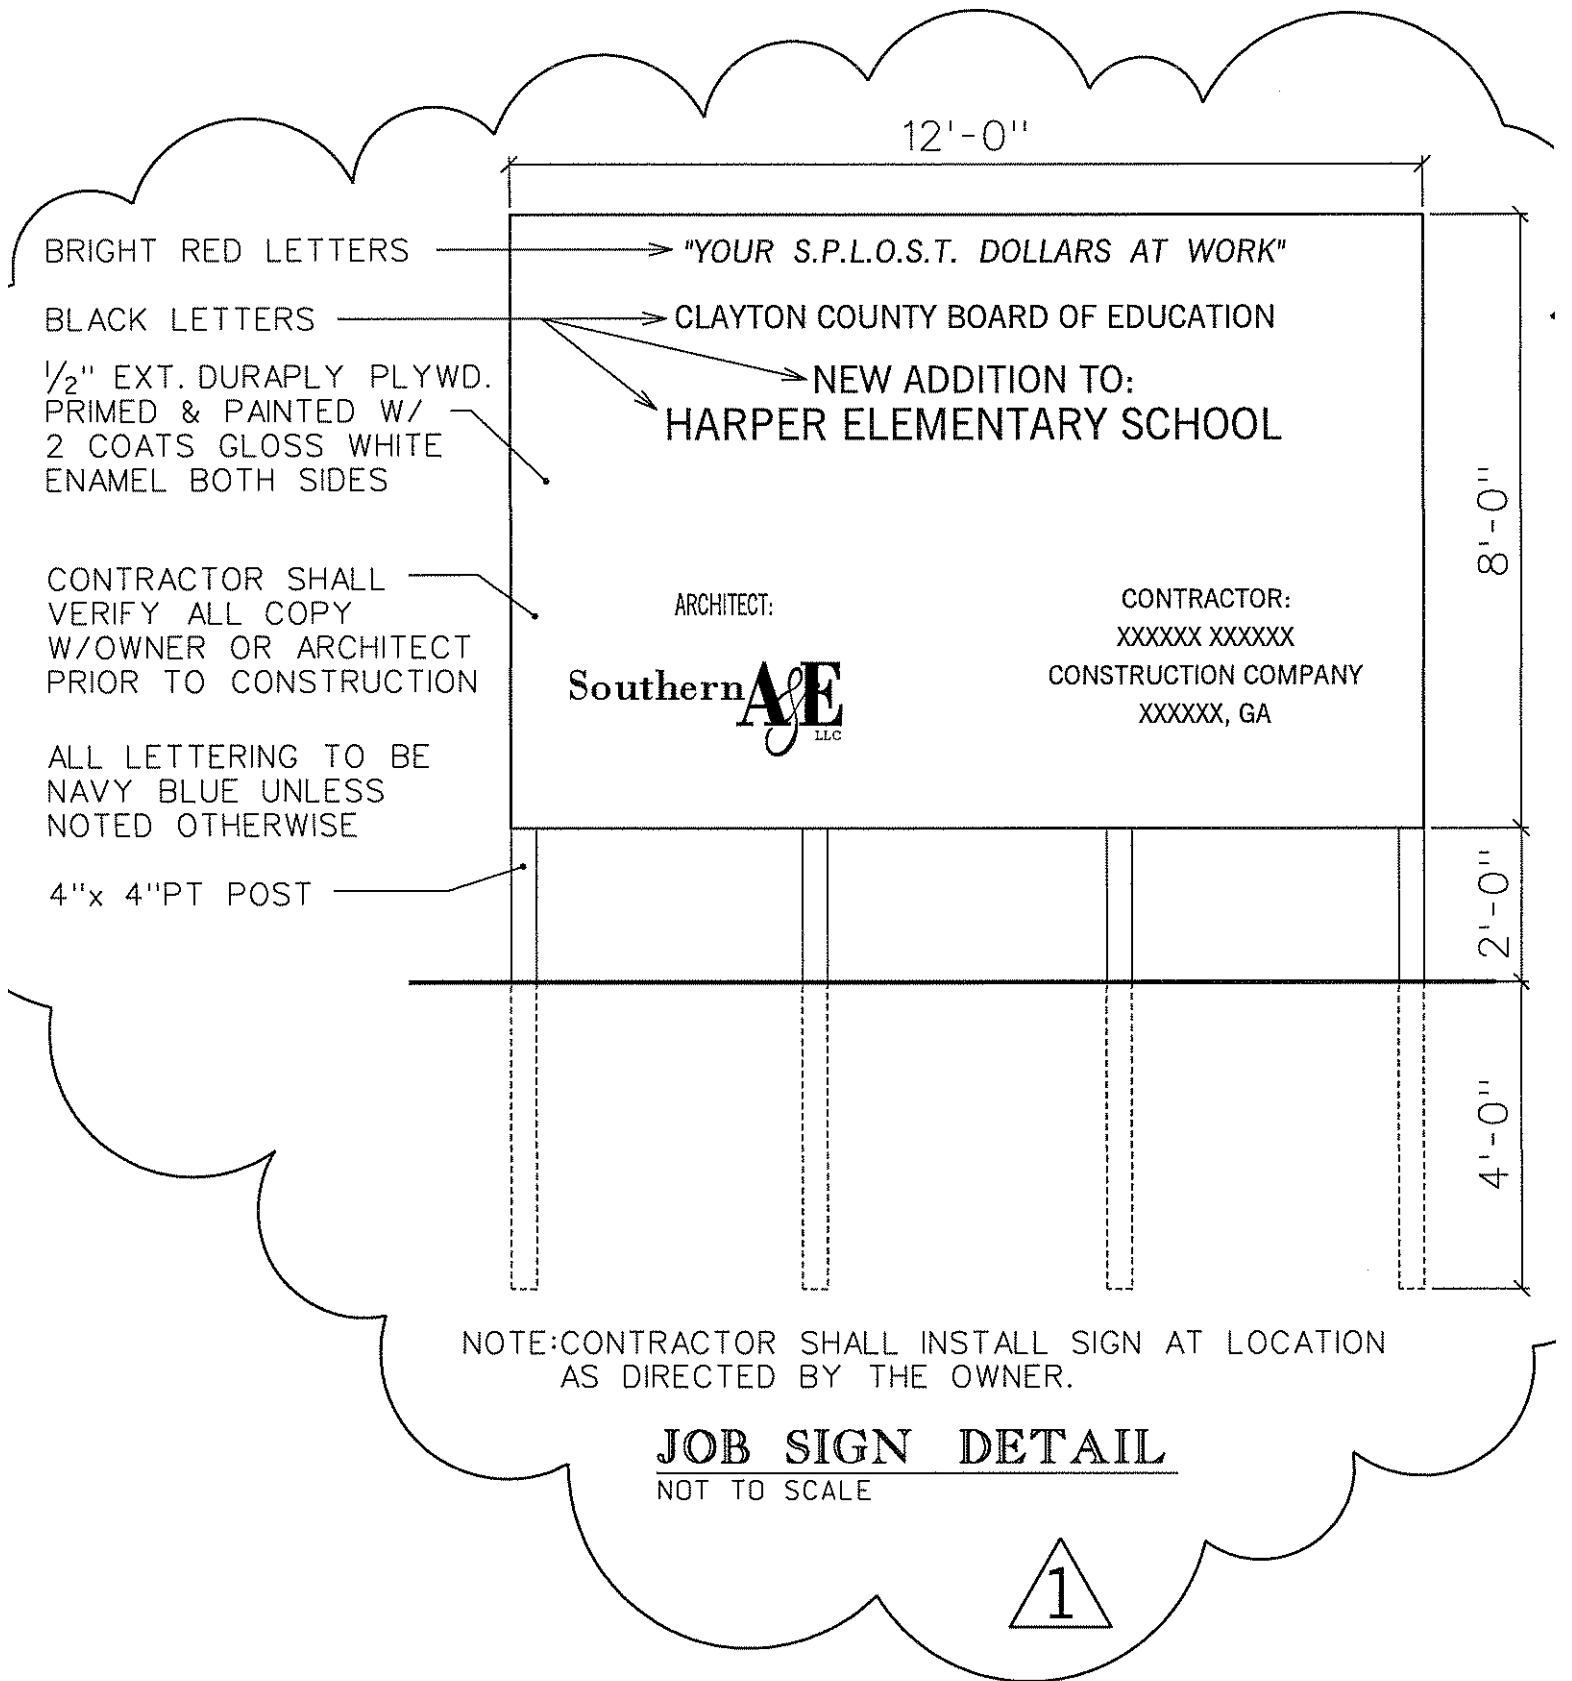 12'-0"
BRIGHT RED LETTERS
"YOUR S.P.L.O.S.T. DOLLARS AT WORK"
BLACK LETTERS
CLAYTON COUNTY BOARD OF EDUCATION
1/2" EXT. DURAPLY PLYWD.
PRIMED & PAINTED W/
2 COATS GLOSS WHITE
ENAMEL BOTH SIDES
NEW ADDITION TO:
HARPER ELEMENTARY SCHOOL
8'-0"
CONTRACTOR SHALL
VERIFY ALL COPY
W/OWNER OR ARCHITECT
PRIOR TO CONSTRUCTION
ARCHITECT:
Southern A&E
LLC
CONTRACTOR:
XXXXXX XXXXXX
CONSTRUCTION COMPANY
XXXXXX, GA
ALL LETTERING TO BE
NAVY BLUE UNLESS
NOTED OTHERWISE
4"x 4"PT POST
2'-0"
4'-0"
NOTE:CONTRACTOR SHALL INSTALL SIGN AT LOCATION
AS DIRECTED BY THE OWNER.
JOB SIGN DETAIL
NOT TO SCALE
1